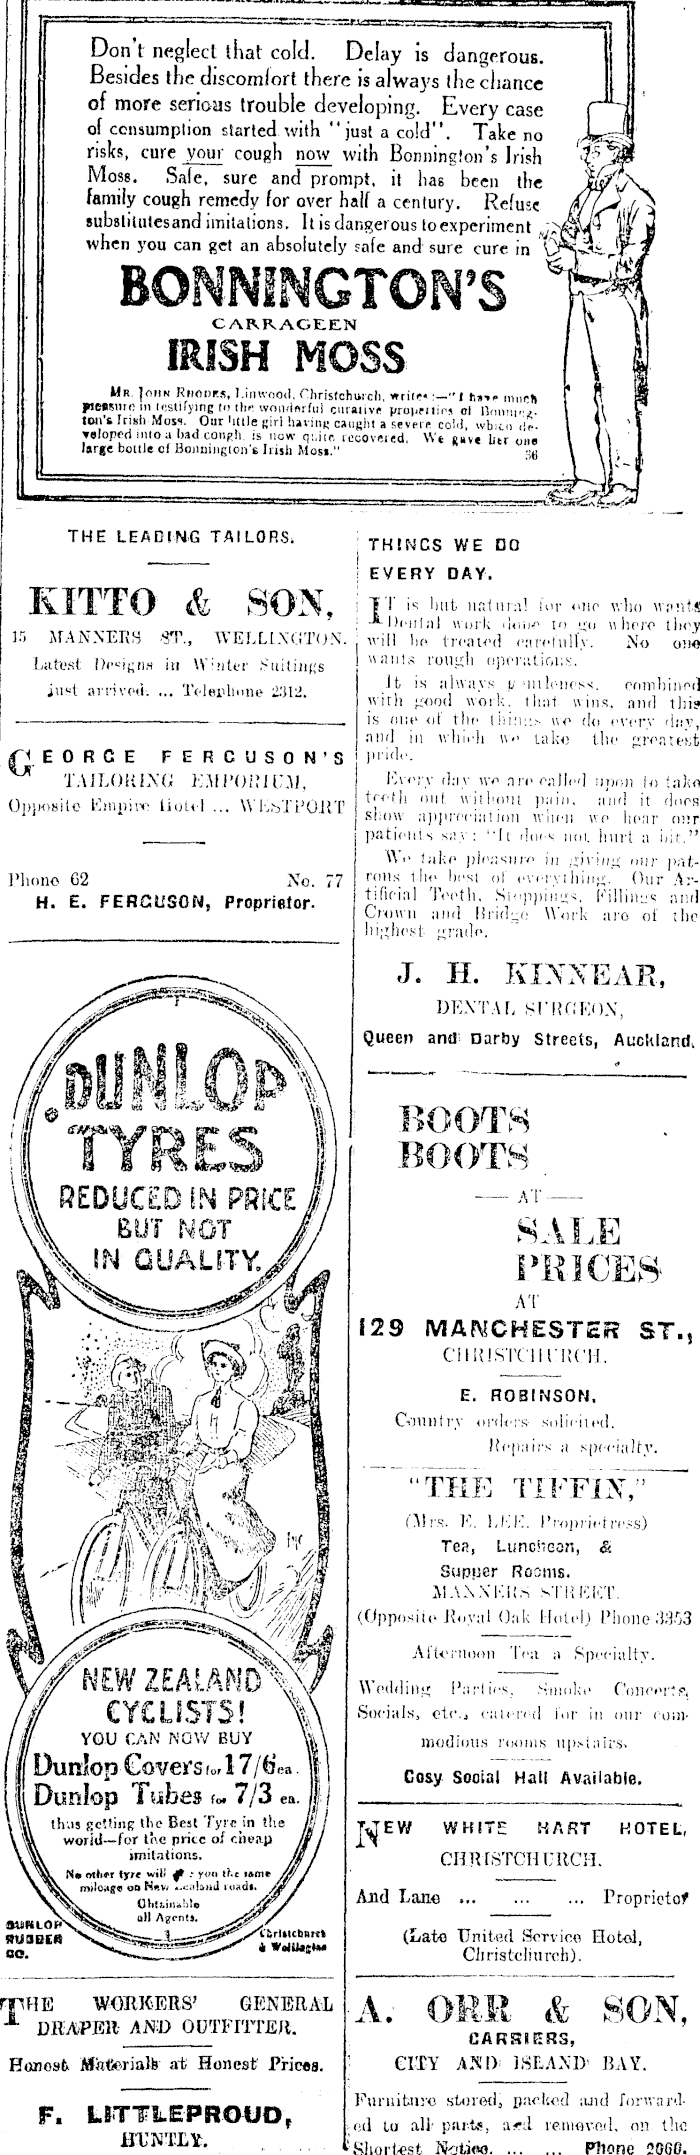 Don't neglect that cold. Delay is dangerous.
Besides the discomfort there is always the chance
of more serious trouble developing. Every case
of consumption started with "just a cold". Take no
risks, cure your cough now with Bonnington's Irish
Moss. Safe, sure and prompt, it has been the
family cough remedy for over half a century. Refuse
substitutes and imitations. It is dangerous to experiment
when you can get an absolutely safe and sure cure in
BONNINGTON'S
CARRAGEEN
IRISH MOSS
MR. JOHN RHODES, Linwood, Christchurch, writes:—"I have much
pleasure in testifying to the wonderful curative properties of Bonning-
ton's Irish Moss. Our little girl having caught a severe cold, which de-
veloped into a bad cough, is now quite recovered. We gave her one
large bottle of Bonnington's Irish Moss."
36
THE LEADING TAILORS.
KITTO & SON,
15 MANNERS ST., WELLINGTON.
Latest Designs in Winter Suitings
just arrived. ... Telephone 2312.
GEORGE FERGUSON'S
TAILORING EMPORIUM,
Opposite Empire Hotel ... WESTPORT
Phone 62 No. 77
H. E. FERGUSON, Proprietor.
DUNLOP
TYRES
REDUCED IN PRICE
BUT NOT
IN QUALITY.
NEW ZEALAND
CYCLISTS!
YOU CAN NOW BUY
Dunlop Covers for 17/6 ea.
Dunlop Tubes for 7/3 ea.
thus getting the Best Tyre in the
world—for the price of cheap
imitations.
No other tyre will you the same
mileage on New Zealand roads.
Obtainable
all Agents.
DUNLOP
RUBBER
CO.
Christchurch
& Wellington
THE WORKERS' GENERAL
DRAPER AND OUTFITTER.
Honest Materials at Honest Prices.
F. LITTLEPROUD,
HUNTLY.
THINGS WE DO
EVERY DAY.
IT is but natural for one who wants
Dental work done to go where they
will be treated carefully. No one
wants rough operations.
It is always gentleness, combined
with good work, that wins, and this
is one of the things we do every day,
and in which we take the greatest
pride.
Every day we are called upon to take
teeth out without pain, and it does
show appreciation when we hear our
patients say: "It does not hurt a bit."
We take pleasure in giving our pat-
rons the best of everything. Our Ar-
tificial Teeth, Stoppings, Fillings and
Crown and Bridge Work are of the
highest grade.
J. H. KINNEAR,
DENTAL SURGEON,
Queen and Darby Streets, Auckland.
BOOTS
BOOTS
— AT —
SALE
PRICES
AT
129 MANCHESTER ST.,
CHRISTCHURCH.
E. ROBINSON.
Country orders solicited.
Repairs a specialty.
"THE TIFFIN,"
(Mrs. E. LEE, Proprietress)
Tea, Luncheon, &
Supper Rooms.
MANNERS STREET.
(Opposite Royal Oak Hotel) Phone 3353
Afternoon Tea a Specialty.
Wedding Parties, Smoke Concerts,
Socials, etc., catered for in our com-
modious rooms upstairs.
Cosy Social Hall Available.
NEW WHITE HART HOTEL,
CHRISTCHURCH.
And Lane ... ... ... Proprietor
(Late United Service Hotel,
Christchurch).
A. ORR & SON,
CARRIERS,
CITY AND ISLAND BAY.
Furniture stored, packed and forward-
ed to all parts, and removed, on the
Shortest Notice. ... ... Phone 2066.